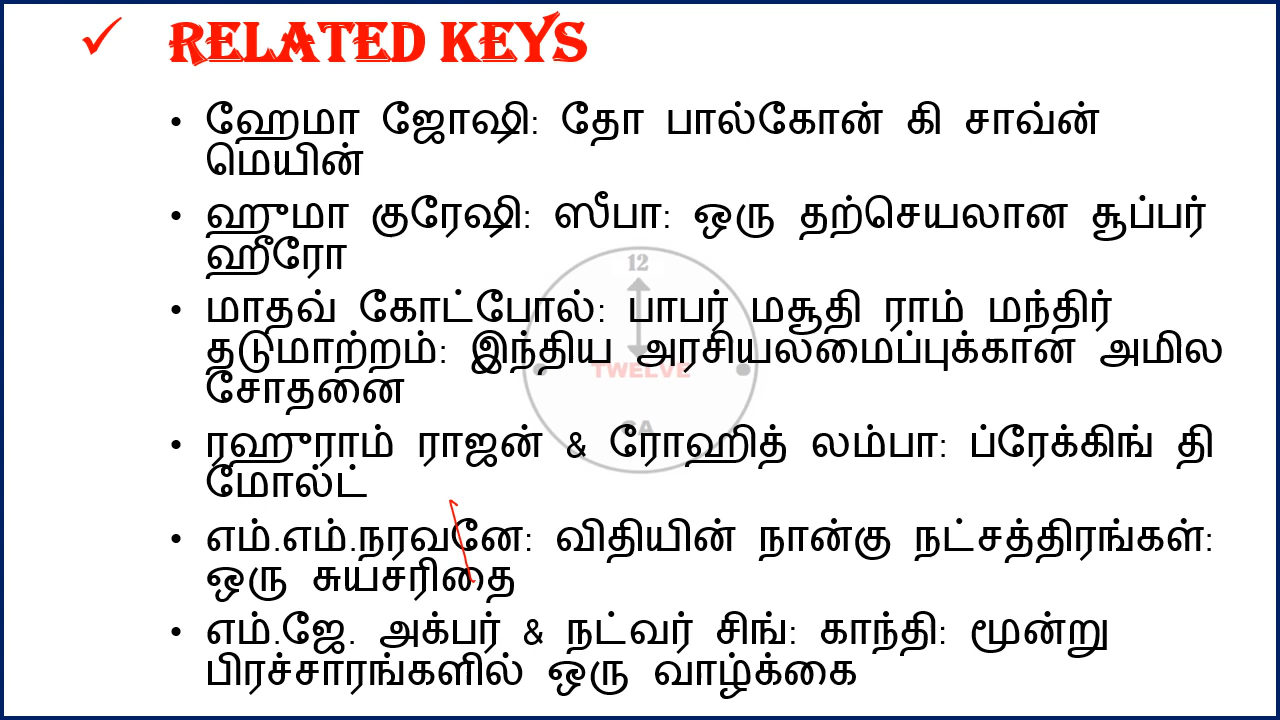 RELATED KEYS
• ஹேமா ஜோஷி: தோ பால்கோன் கி சாவ்ன்
மெயின்
• ஹுமா குரேஷி: ஸீபா: ஒரு தற்செயலான சூப்பர்
ஹீரோ
• மாதவ் கோட்போல்: பாபர் மசூதி ராம் மந்திர்
தடுமாற்றம்: இந்திய அரசியலமைப்புக்கான அமில
சோதனை
• ரஹுராம் ராஜன் & ரோஹித் லம்பா: ப்ரேக்கிங் தி
மோல்ட்
• எம்.எம்.நரவனே: விதியின் நான்கு நட்சத்திரங்கள்:
ஒரு சுயசரிதை
• எம்.ஜே. அக்பர் & நட்வர் சிங்: காந்தி: மூன்று
பிரச்சாரங்களில் ஒரு வாழ்க்கை
12
TWELVE
CA